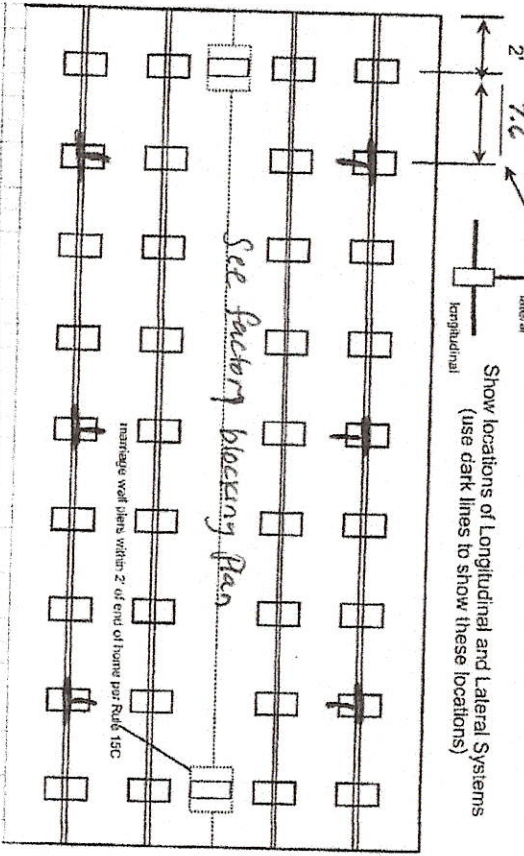 2'
7.6
lateral
longitudinal
Show locations of Longitudinal and Lateral Systems
(use dark lines to show these locations)
See factory blocking Plan
marriage wall piers within 2' of end of home per Rule 15C